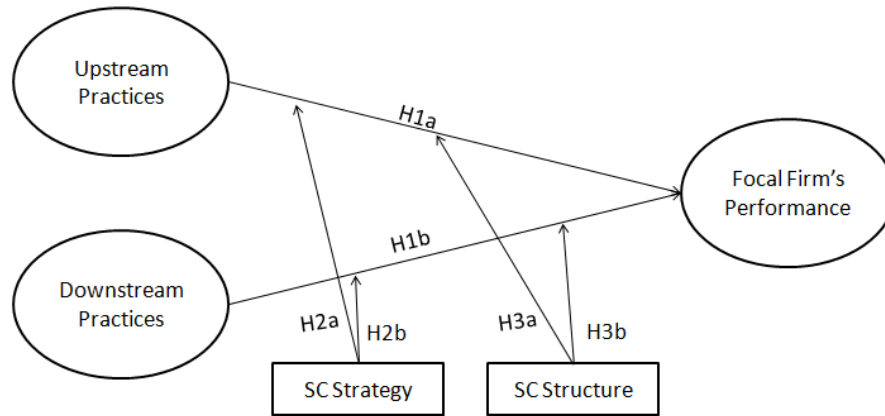 Upstream
Practices
H1a
Focal Firm's
Performance
H1b
Downstream
Practices
H2a
H2b
H3a
H3b
SC Strategy
SC Structure